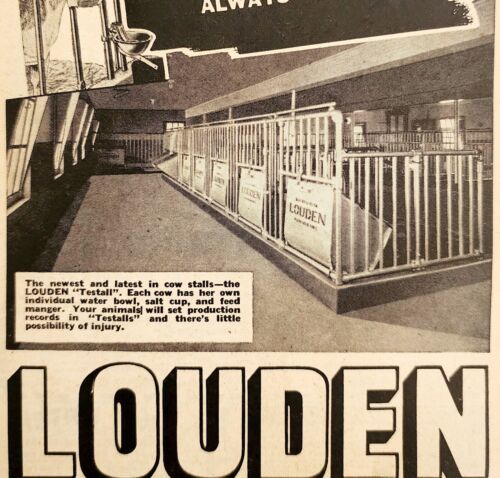 ALWAYS
LOUDEN
The newest and latest in cow stalls—the
LOUDEN "Testall". Each cow has her own
individual water bowl, salt cup, and feed
manger. Your animals will set production
records in "Testalls" and there's little
possibility of injury.
LOUDEN